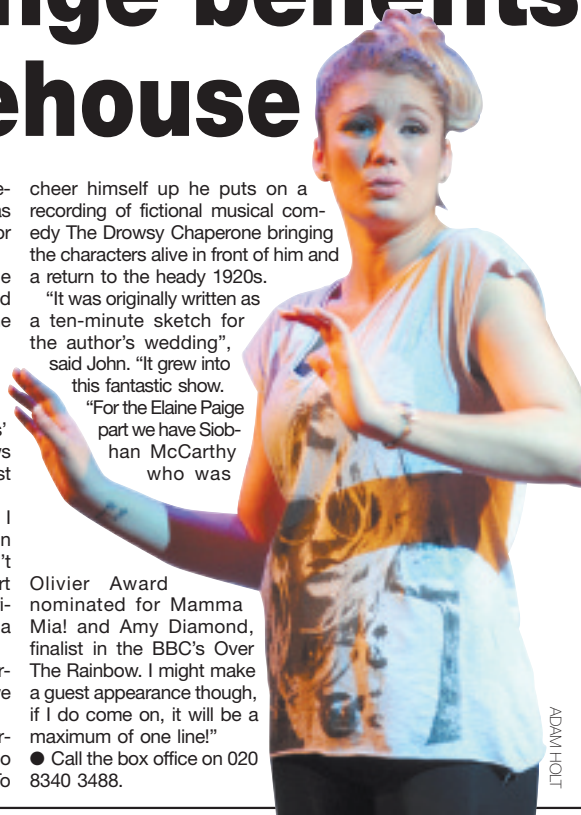 nge benefits
ehouse
cheer himself up he puts on a
recording of fictional musical com-
edy The Drowsy Chaperone bringing
the characters alive in front of him and
a return to the heady 1920s.
“It was originally written as
a ten-minute sketch for
the author’s wedding”,
said John. “It grew into
this fantastic show.
“For the Elaine Paige
part we have Siob-
han McCarthy
who was
Olivier Award
nominated for Mamma
Mia! and Amy Diamond,
finalist in the BBC’s Over
The Rainbow. I might make
a guest appearance though,
if I do come on, it will be a
maximum of one line!”
● Call the box office on 020
8340 3488.
ADAM HOLT